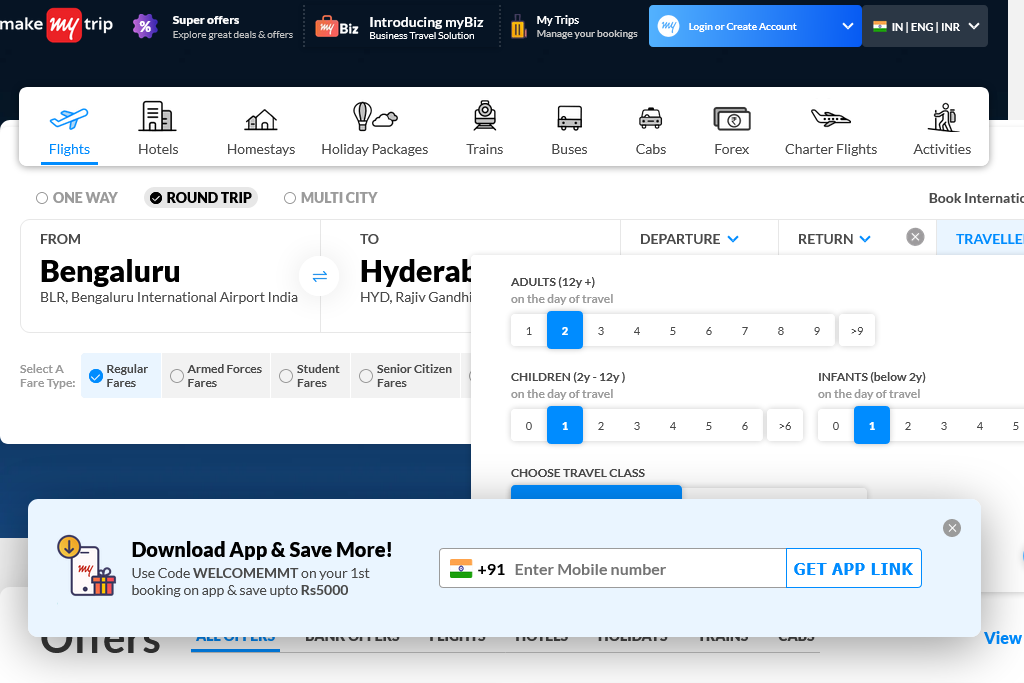 make my trip
%
Super offers
Explore great deals & offers
my Biz
Introducing myBiz
Business Travel Solution
My Trips
Manage your bookings
my
Login or Create Account
IN | ENG | INR
Flights
Hotels
Homestays
Holiday Packages
Trains
Buses
Cabs
Forex
Charter Flights
Activities
ONE WAY
ROUND TRIP
MULTI CITY
Book Internatio
FROM
TO
DEPARTURE
RETURN
TRAVELLE
Bengaluru
BLR, Bengaluru International Airport India
Hyderab
HYD, Rajiv Gandhi
ADULTS (12y +)
on the day of travel
1 2 3 4 5 6 7 8 9 >9
CHILDREN (2y - 12y )
on the day of travel
0 1 2 3 4 5 6 >6
INFANTS (below 2y)
on the day of travel
0 1 2 3 4 5
CHOOSE TRAVEL CLASS
Select A
Fare Type:
Regular
Fares
Armed Forces
Fares
Student
Fares
Senior Citizen
Fares
my
Download App & Save More!
Use Code WELCOMEMMT on your 1st
booking on app & save upto Rs5000
+91 Enter Mobile number
GET APP LINK
Offers
ALL OFFERS
BANK OFFERS
FLIGHTS
HOTELS
HOLIDAYS
TRAINS
CABS
View